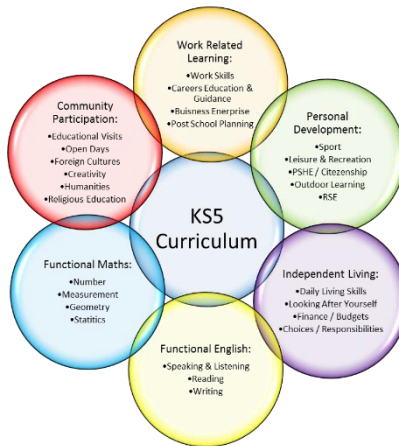 Work Related
Learning:
•Work Skills
•Careers Education &
Guidance
•Buisness Enerprise
•Post School Planning
Personal
Development:
•Sport
•Leisure & Recreation
•PSHE / Citezenship
•Outdoor Learning
•RSE
Independent Living:
•Daily Living Skills
•Looking After Yourself
•Finance / Budgets
•Choices / Responsibilities
Functional English:
•Speaking & Listening
•Reading
•Writing
Functional Maths:
•Number
•Measurement
•Geometry
•Statitics
Community
Participation:
•Educational Visits
•Open Days
•Foreign Cultures
•Creativity
•Humanities
•Religious Education
KS5
Curriculum